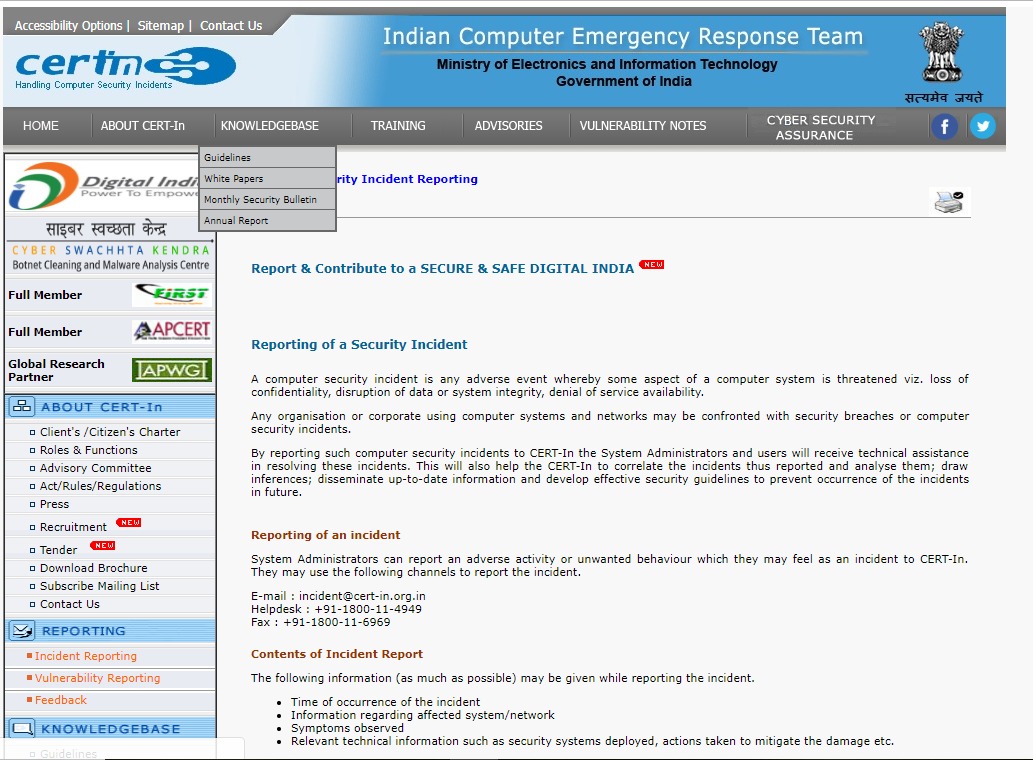 Accessibility Options | Sitemap | Contact Us
certin
Handling Computer Security Incidents
Indian Computer Emergency Response Team
Ministry of Electronics and Information Technology
Government of India
सत्यमेव जयते
HOME
ABOUT CERT-In
KNOWLEDGEBASE
TRAINING
ADVISORIES
VULNERABILITY NOTES
CYBER SECURITY
ASSURANCE
Guidelines
White Papers
Monthly Security Bulletin
Annual Report
Digital Indi
Power To Empow
साइबर स्वच्छता केन्द्र
CYBER SWACHHTA KENDRA
Botnet Cleaning and Malware Analysis Centre
Full Member
FIRST
Full Member
APCERT
Global Research
Partner
APWG
ABOUT CERT-In
Client's /Citizen's Charter
Roles & Functions
Advisory Committee
Act/Rules/Regulations
Press
Recruitment NEW
Tender NEW
Download Brochure
Subscribe Mailing List
Contact Us
REPORTING
Incident Reporting
Vulnerability Reporting
Feedback
KNOWLEDGEBASE
Guidelines
rity Incident Reporting
Report & Contribute to a SECURE & SAFE DIGITAL INDIA NEW
Reporting of a Security Incident
A computer security incident is any adverse event whereby some aspect of a computer system is threatened viz. loss of
confidentiality, disruption of data or system integrity, denial of service availability.
Any organisation or corporate using computer systems and networks may be confronted with security breaches or computer
security incidents.
By reporting such computer security incidents to CERT-In the System Administrators and users will receive technical assistance
in resolving these incidents. This will also help the CERT-In to correlate the incidents thus reported and analyse them; draw
inferences; disseminate up-to-date information and develop effective security guidelines to prevent occurrence of the incidents
in future.
Reporting of an incident
System Administrators can report an adverse activity or unwanted behaviour which they may feel as an incident to CERT-In.
They may use the following channels to report the incident.
E-mail : incident@cert-in.org.in
Helpdesk : +91-1800-11-4949
Fax : +91-1800-11-6969
Contents of Incident Report
The following information (as much as possible) may be given while reporting the incident.
Time of occurrence of the incident
Information regarding affected system/network
Symptoms observed
Relevant technical information such as security systems deployed, actions taken to mitigate the damage etc.